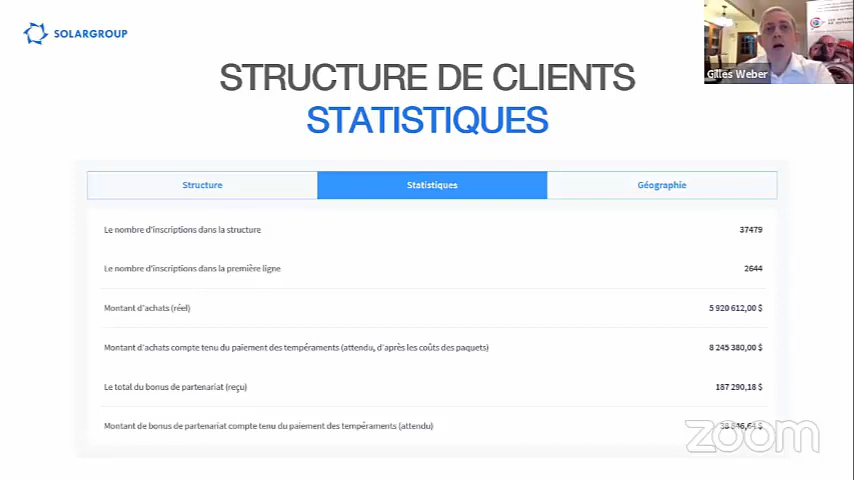 SOLARGROUP
STRUCTURE DE CLIENTS
STATISTIQUES
Gilles Weber
Structure
Statistiques
Géographie
Le nombre d'inscriptions dans la structure 37479
Le nombre d'inscriptions dans la première ligne 2644
Montant d'achats (réel) 5 920 612,00 $
Montant d'achats compte tenu du paiement des tempéraments (attendu, d'après les coûts des paquets) 8 245 380,00 $
Le total du bonus de partenariat (reçu) 187 290,18 $
Montant de bonus de partenariat compte tenu du paiement des tempéraments (attendu)
zoom